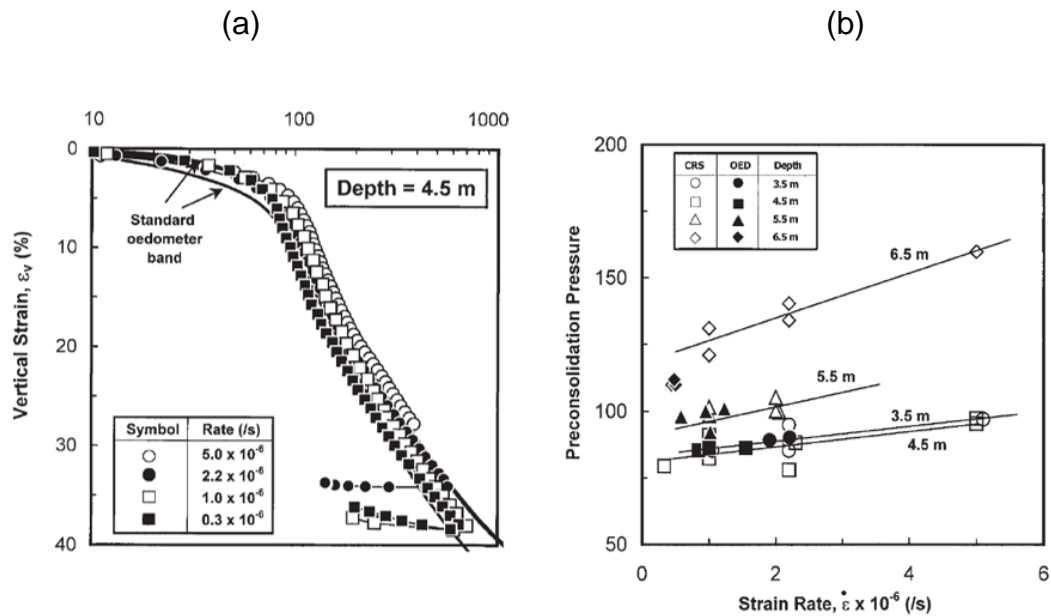 (a) (b)
10 100 1000
0
10
20
30
40
Vertical Strain, εv (%)
Depth = 4.5 m
Standard
oedometer
band
Symbol Rate (/s)
5.0 x 10-6
2.2 x 10-6
1.0 x 10-6
0.3 x 10-6
200
150
100
50
Preconsolidation Pressure
CRS OED Depth
3.5 m
4.5 m
5.5 m
6.5 m
6.5 m
5.5 m
3.5 m
4.5 m
0 2 4 6
Strain Rate, ε̇ x 10-6 (/s)